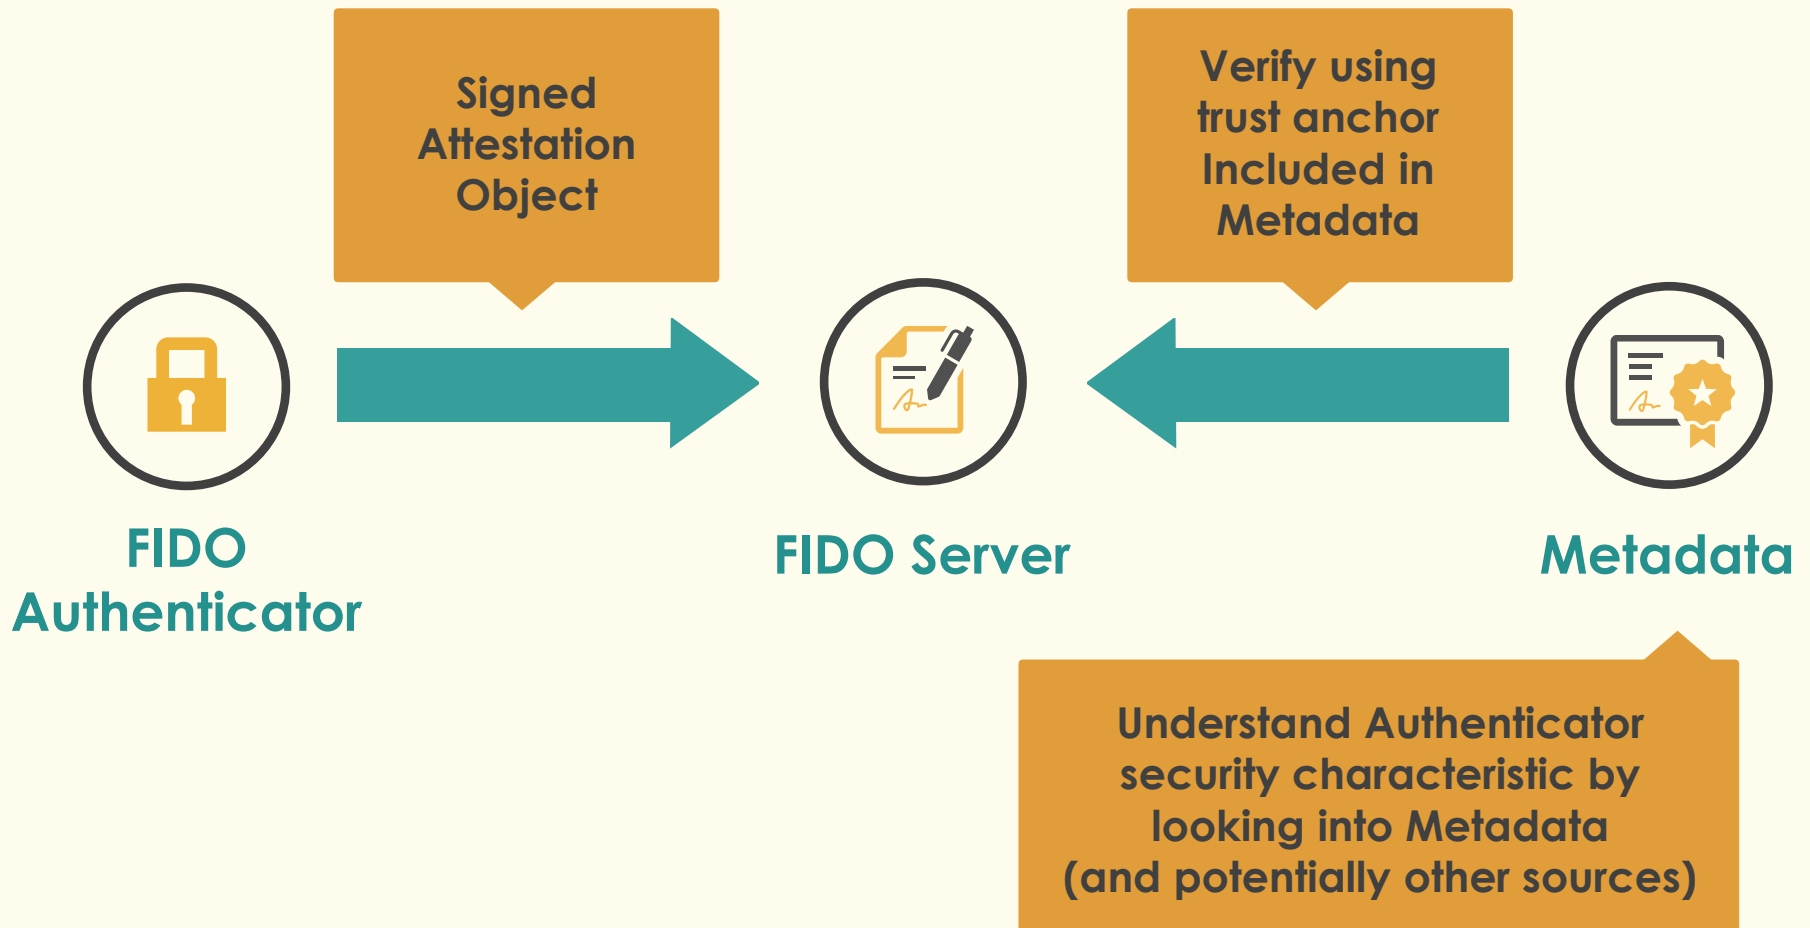 Signed
Attestation
Object
Verify using
trust anchor
Included in
Metadata
FIDO
Authenticator
FIDO Server
Metadata
Understand Authenticator
security characteristic by
looking into Metadata
(and potentially other sources)